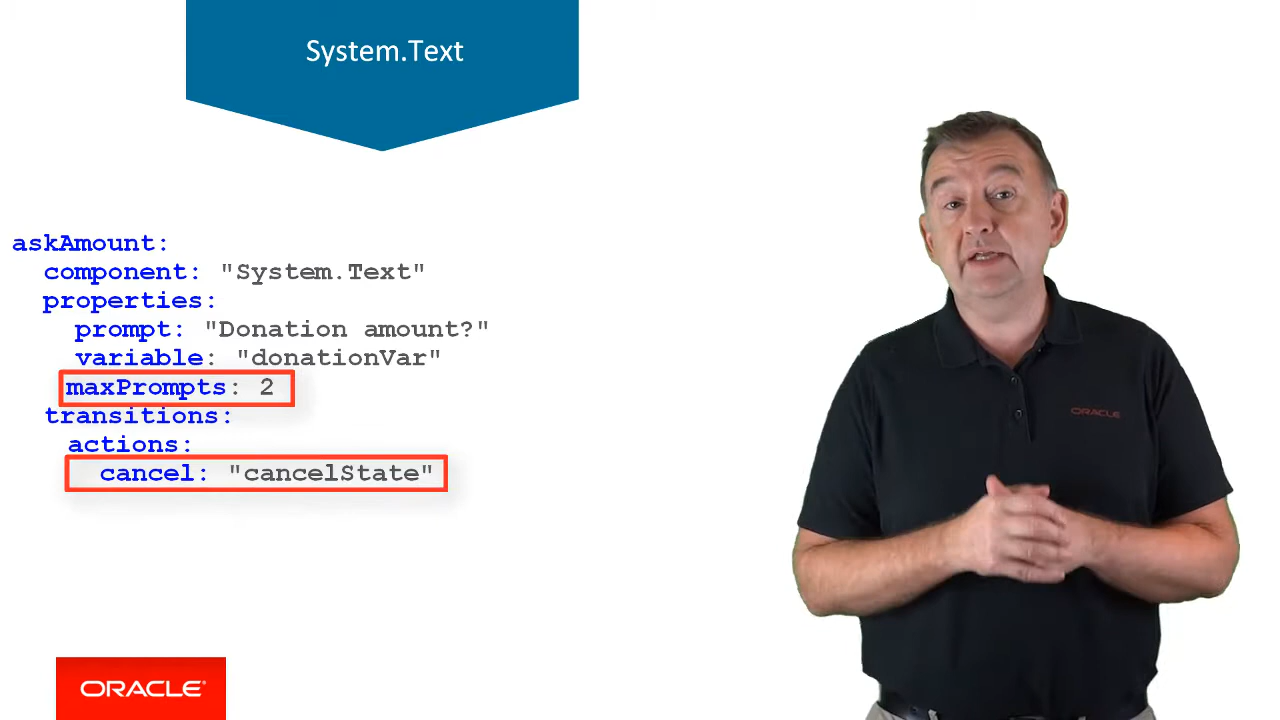 System.Text
askAmount:
component: "System.Text"
properties:
prompt: "Donation amount?"
variable: "donationVar"
maxPrompts: 2
transitions:
actions:
cancel: "cancelState"
ORACLE
ORACLE®